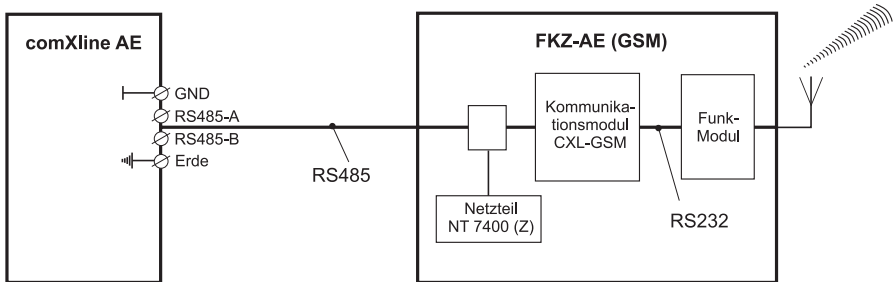 comXline AE
GND
RS485-A
RS485-B
Erde
RS485
FKZ-AE (GSM)
Kommunika-
tionsmodul
CXL-GSM
Funk-
Modul
Netzteil
NT 7400 (Z)
RS232